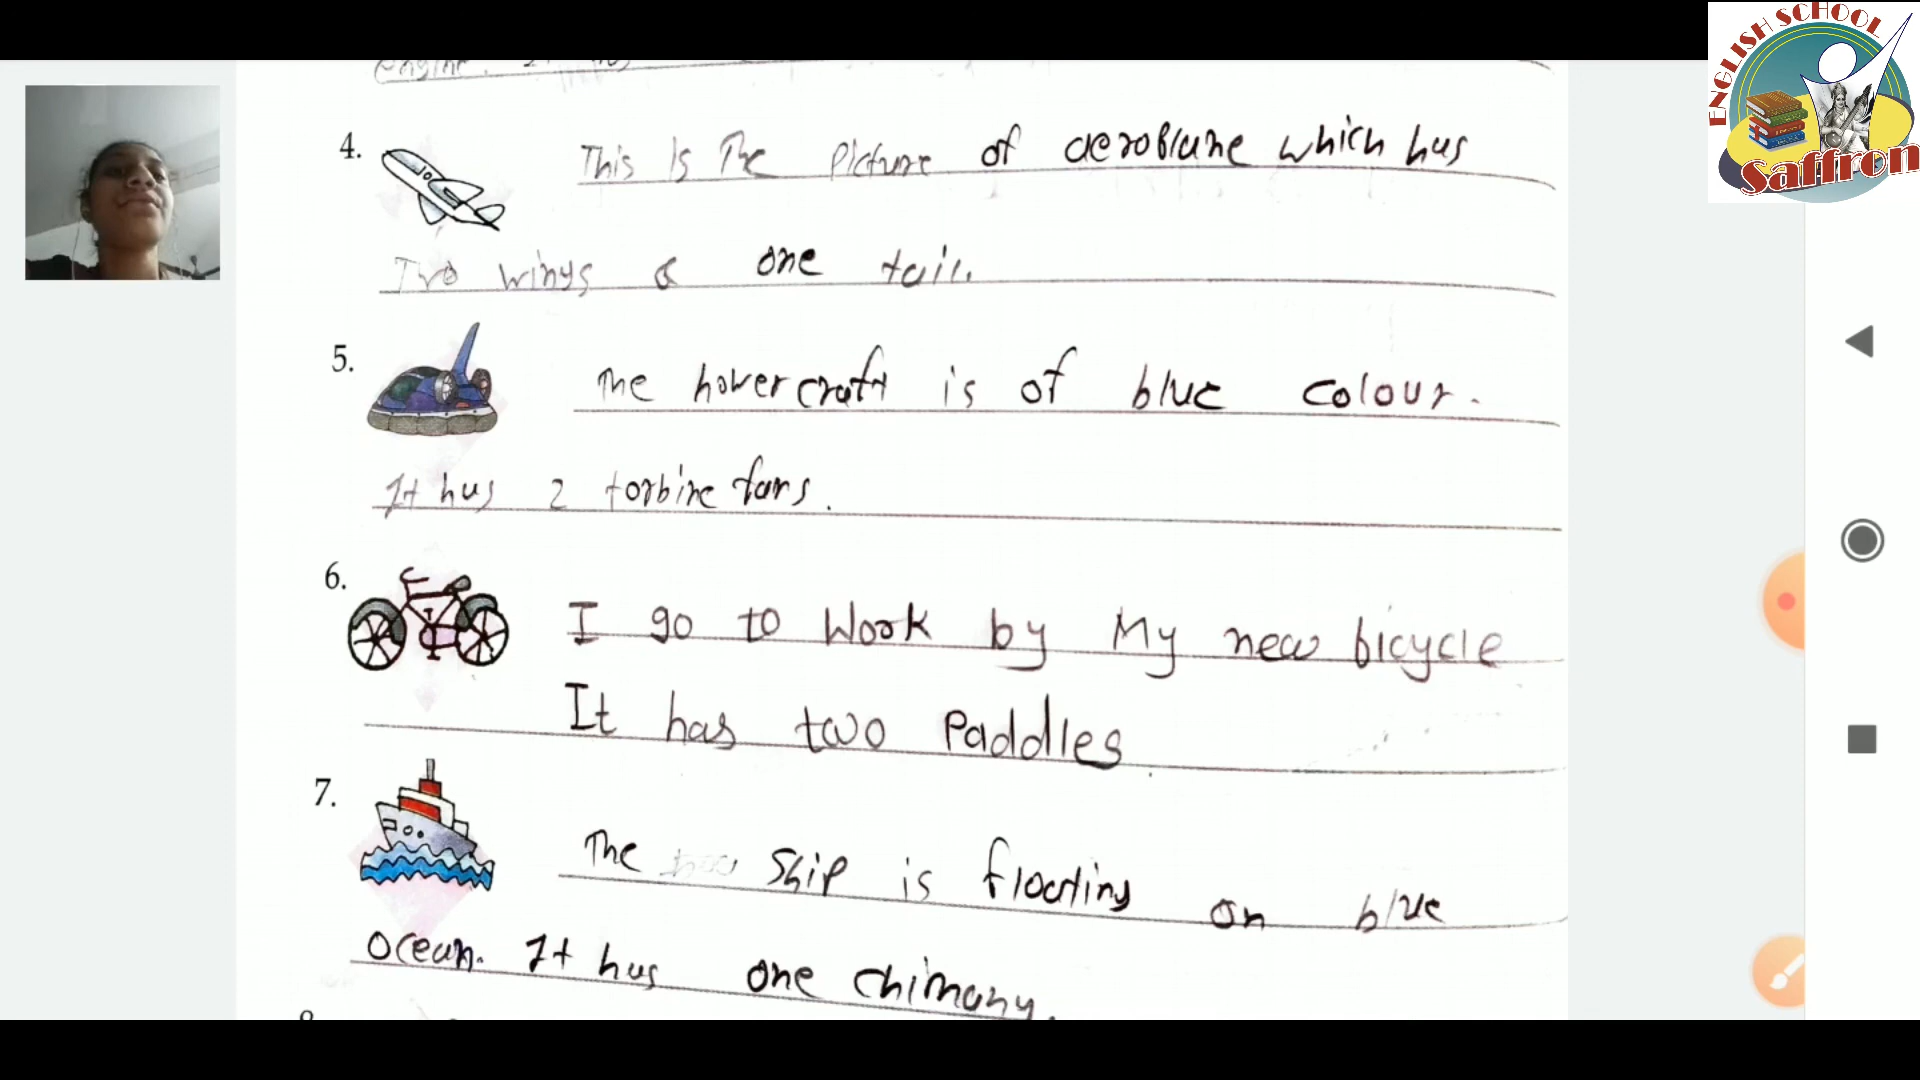 ENGLISH SCHOOL
Saffron
4. This is The Picture of aeroblane which has
Two wings & one tail.
5. The hovercraft is of blue colour.
It has 2 torbine fans.
6. I go to Work by My new bicycle
It has two Paddles.
7. The Ship is floating on blue
Ocean. It has one chimany.